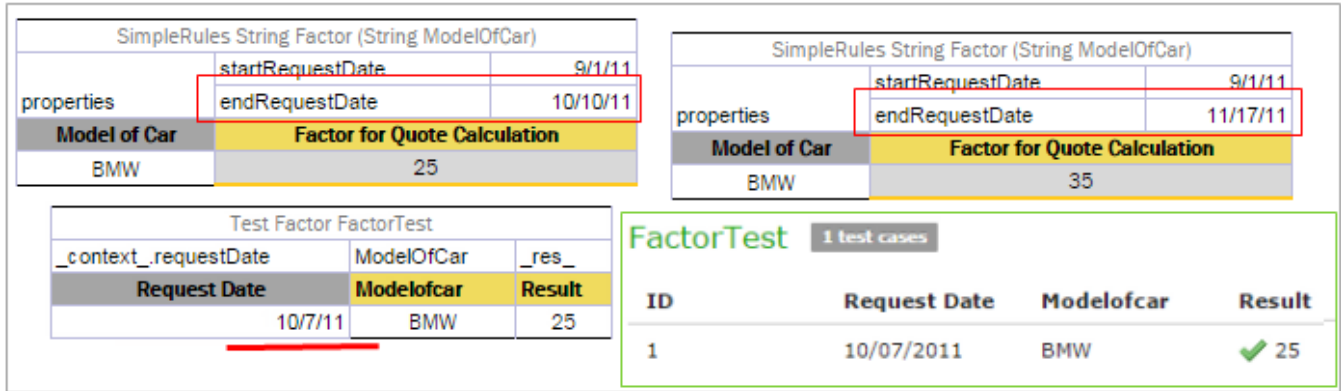 SimpleRules String Factor (String ModelOfCar)
startRequestDate 9/1/11
properties endRequestDate 10/10/11
Model of Car Factor for Quote Calculation
BMW 25
SimpleRules String Factor (String ModelOfCar)
startRequestDate 9/1/11
properties endRequestDate 11/17/11
Model of Car Factor for Quote Calculation
BMW 35
Test Factor FactorTest
_context_.requestDate ModelOfCar _res_
Request Date Modelofcar Result
10/7/11 BMW 25
FactorTest 1 test cases
ID Request Date Modelofcar Result
1 10/07/2011 BMW 25